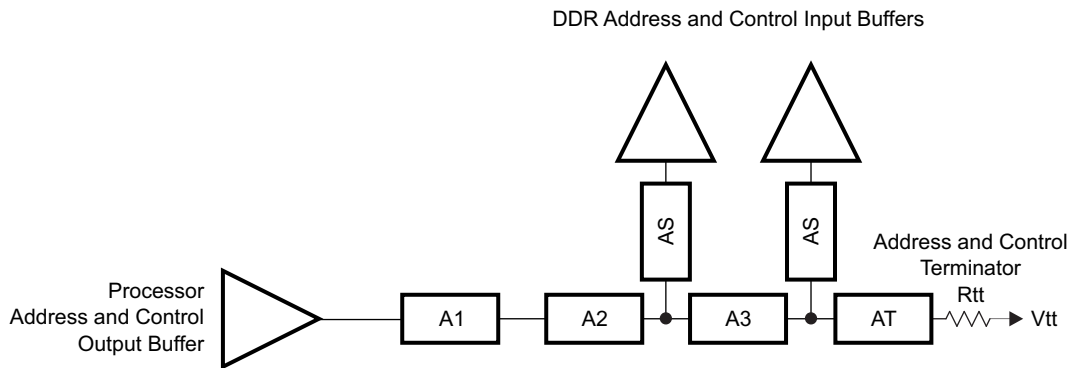 DDR Address and Control Input Buffers
AS
AS
Address and Control
Terminator
Rtt
Processor
Address and Control
Output Buffer
A1
A2
A3
AT
Vtt